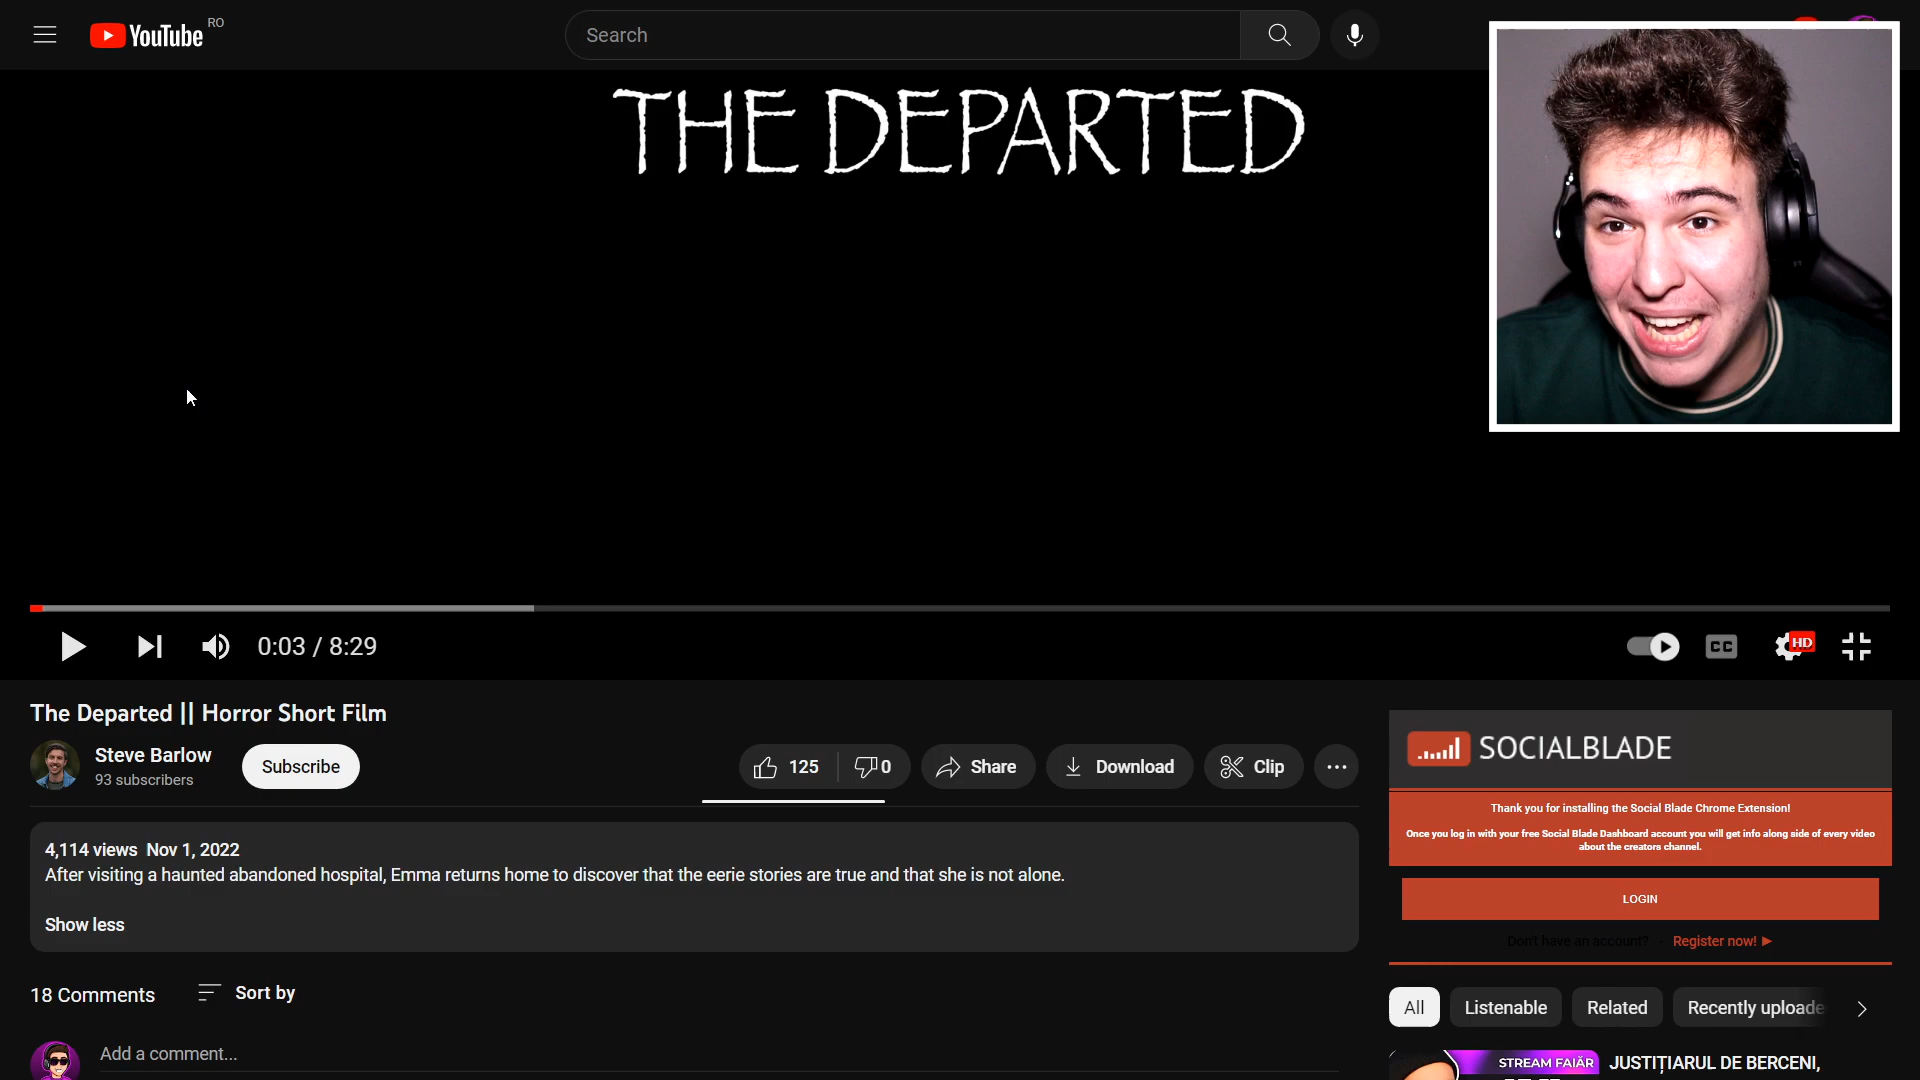 YouTube RO
Search
THE DEPARTED
0:03 / 8:29
CC
HD
The Departed || Horror Short Film
Steve Barlow
93 subscribers
Subscribe
125
0
Share
Download
Clip
4,114 views Nov 1, 2022
After visiting a haunted abandoned hospital, Emma returns home to discover that the eerie stories are true and that she is not alone.
Show less
18 Comments
Sort by
Add a comment...
SOCIALBLADE
Thank you for installing the Social Blade Chrome Extension!
Once you log in with your free Social Blade Dashboard account you will get info along side of every video
about the creators channel.
LOGIN
Don't have an account? - Register now! ►
All
Listenable
Related
Recently uploade
STREAM FAIĂR
JUSTIȚIARUL DE BERCENI,